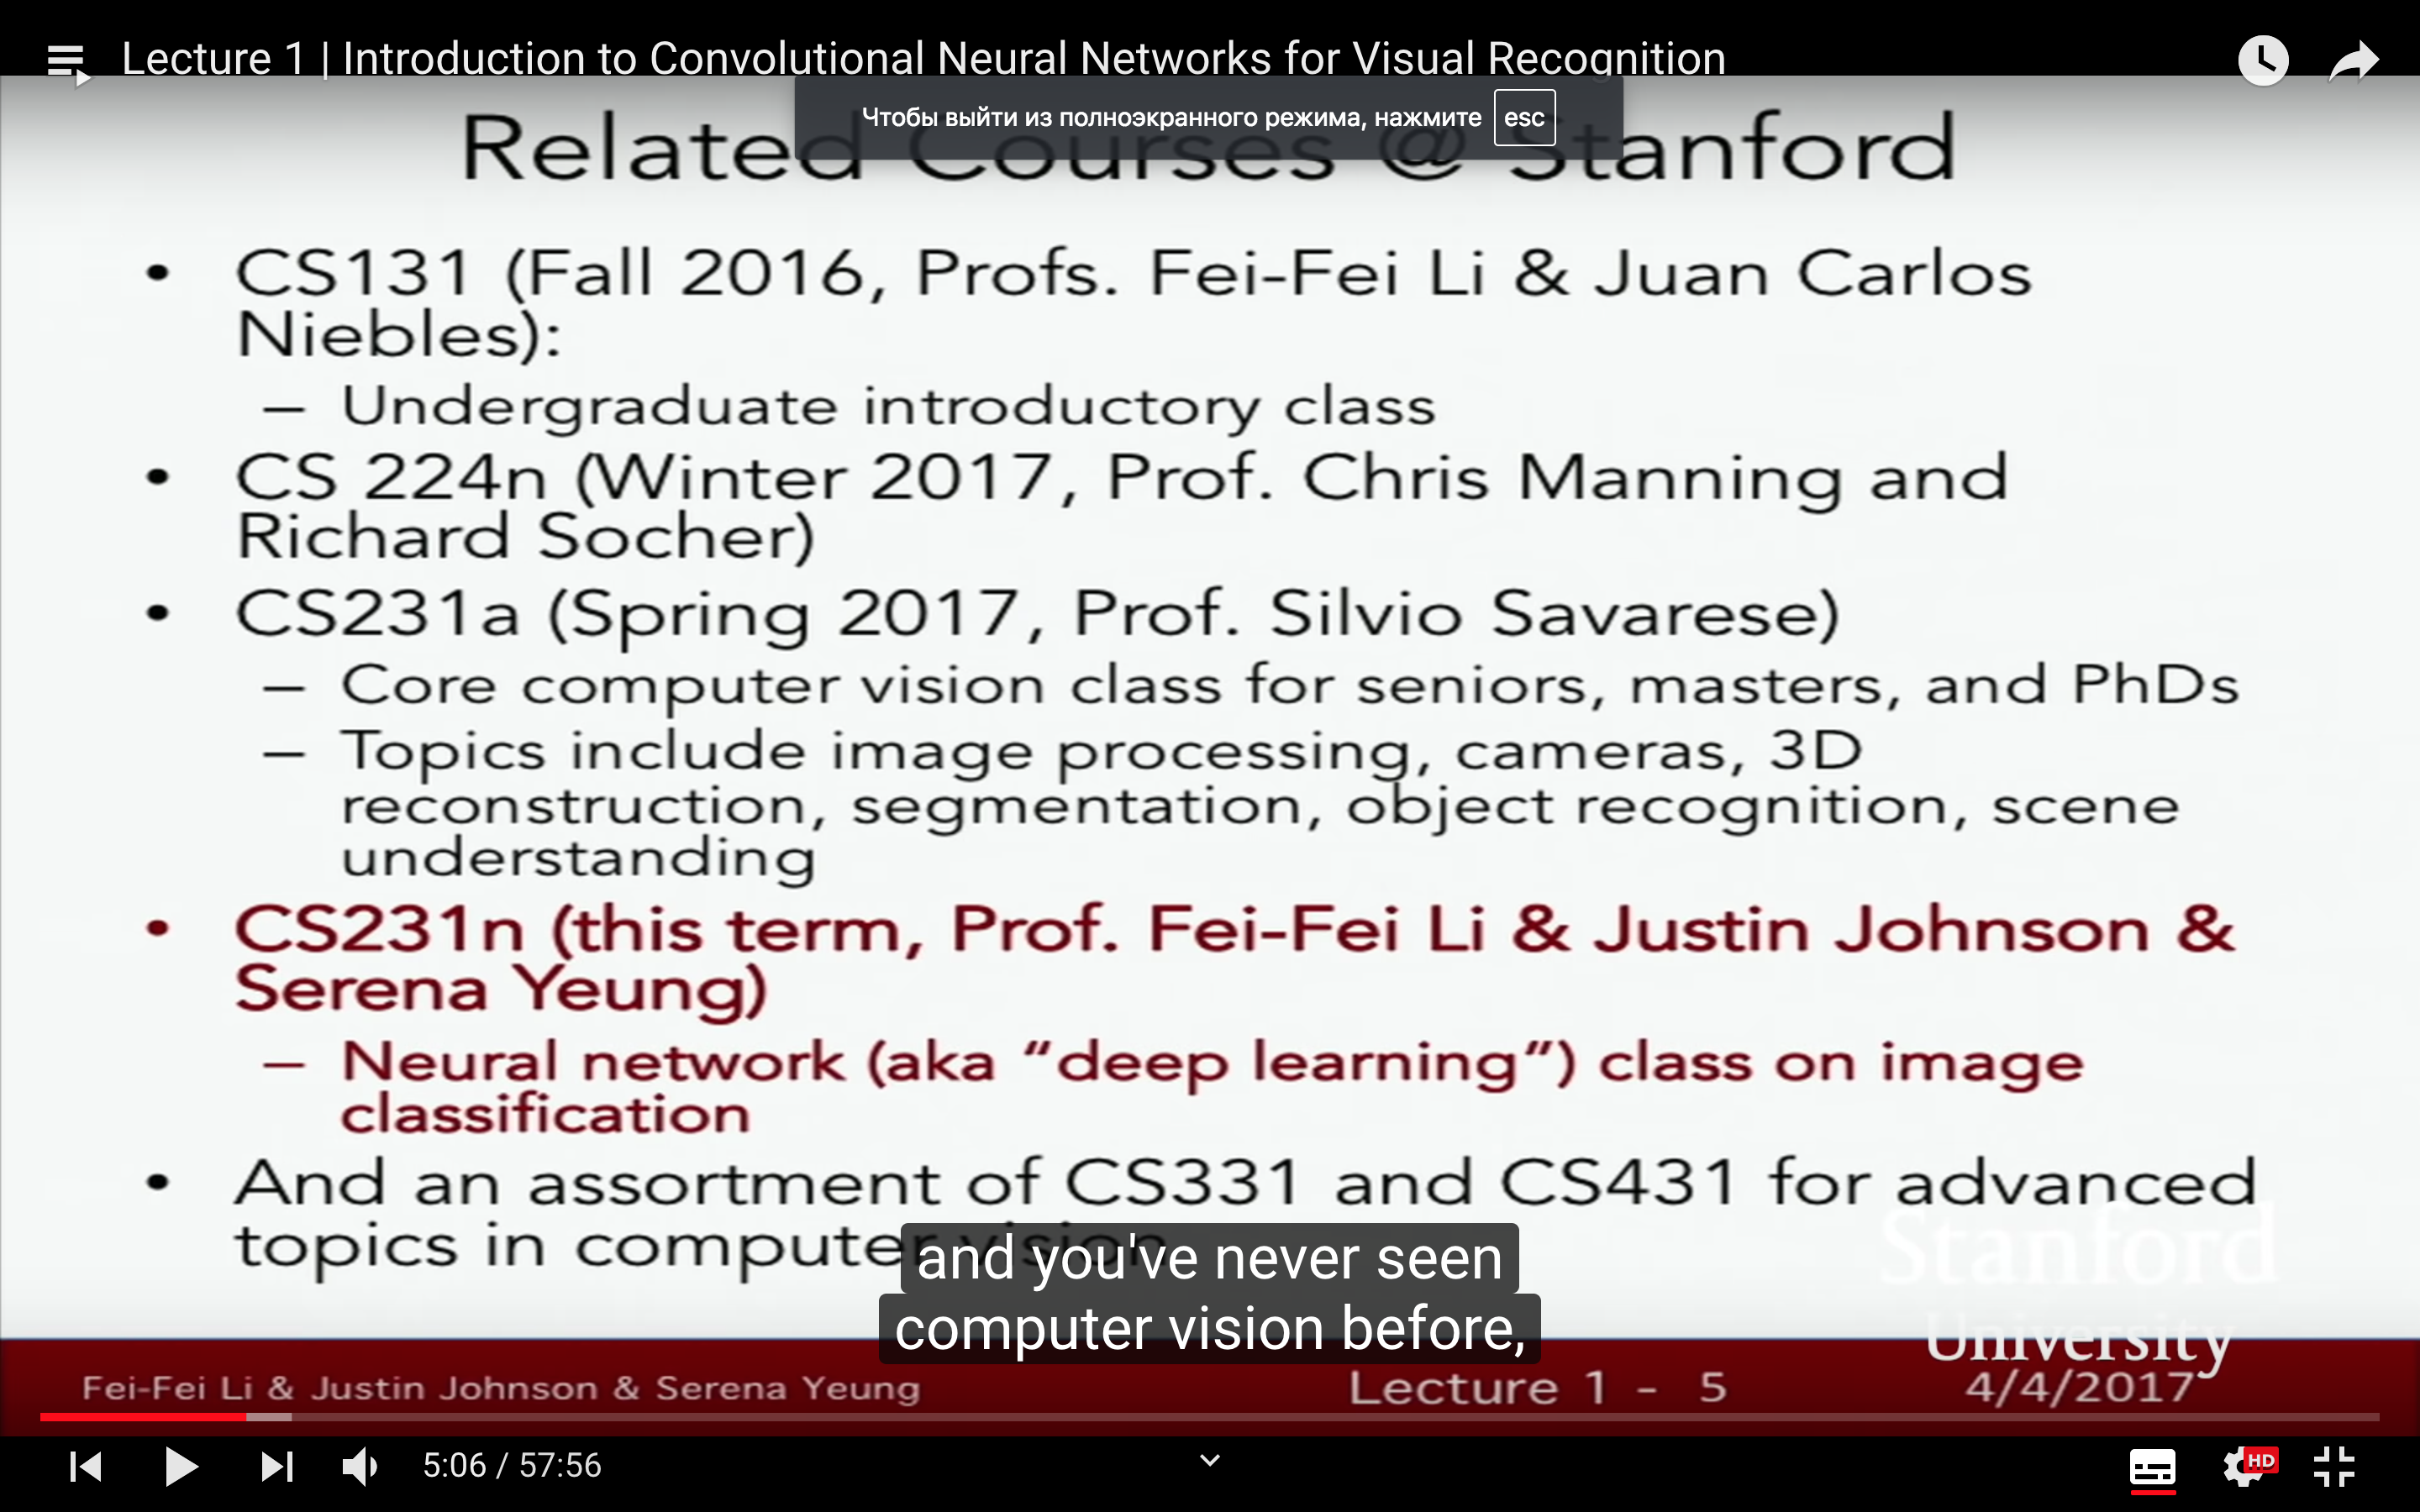 Lecture 1 | Introduction to Convolutional Neural Networks for Visual Recognition
Чтобы выйти из полноэкранного режима, нажмите esc
Related Courses @ Stanford
• CS131 (Fall 2016, Profs. Fei-Fei Li & Juan Carlos
Niebles):
– Undergraduate introductory class
• CS 224n (Winter 2017, Prof. Chris Manning and
Richard Socher)
• CS231a (Spring 2017, Prof. Silvio Savarese)
– Core computer vision class for seniors, masters, and PhDs
– Topics include image processing, cameras, 3D
reconstruction, segmentation, object recognition, scene
understanding
• CS231n (this term, Prof. Fei-Fei Li & Justin Johnson &
Serena Yeung)
– Neural network (aka “deep learning”) class on image
classification
• And an assortment of CS331 and CS431 for advanced
topics in computer vision
and you've never seen
computer vision before,
Stanford
University
Fei-Fei Li & Justin Johnson & Serena Yeung Lecture 1 - 5 4/4/2017
5:06 / 57:56 HD